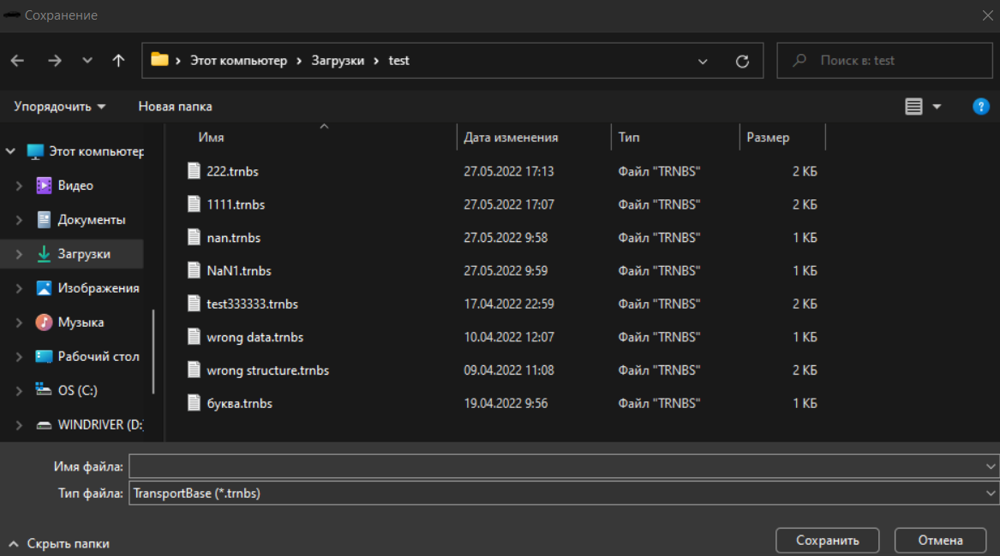 Сохранение
Этот компьютер › Загрузки › test
Поиск в: test
Упорядочить
Новая папка
?
Этот компьютер
Видео
Документы
Загрузки
Изображения
Музыка
Рабочий стол
OS (C:)
WINDRIVER (D:)
Имя Дата изменения Тип Размер
222.trnbs 27.05.2022 17:13 Файл "TRNBS" 2 КБ
1111.trnbs 27.05.2022 17:07 Файл "TRNBS" 2 КБ
nan.trnbs 27.05.2022 9:58 Файл "TRNBS" 1 КБ
NaN1.trnbs 27.05.2022 9:59 Файл "TRNBS" 1 КБ
test333333.trnbs 17.04.2022 22:59 Файл "TRNBS" 2 КБ
wrong data.trnbs 10.04.2022 12:07 Файл "TRNBS" 1 КБ
wrong structure.trnbs 09.04.2022 11:08 Файл "TRNBS" 2 КБ
буква.trnbs 19.04.2022 9:56 Файл "TRNBS" 1 КБ
Имя файла:
Тип файла: TransportBase (*.trnbs)
Скрыть папки
Сохранить
Отмена